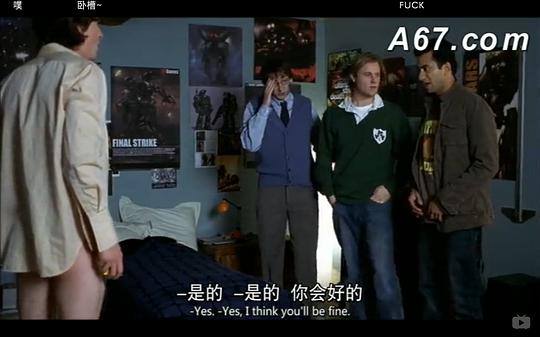 噗 卧槽~ FUCK
A67.com
FINAL STRIKE
–是的 –是的 你会好的
-Yes. -Yes, I think you'll be fine.